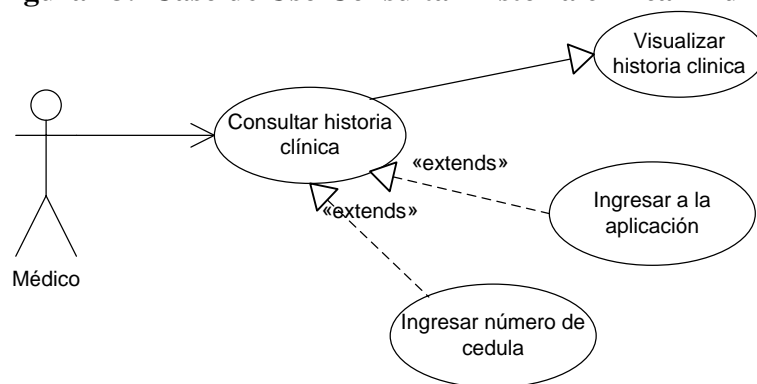 Visualizar
historia clinica
Consultar historia
clínica
«extends»
Ingresar a la
aplicación
«extends»
Médico
Ingresar número de
cedula